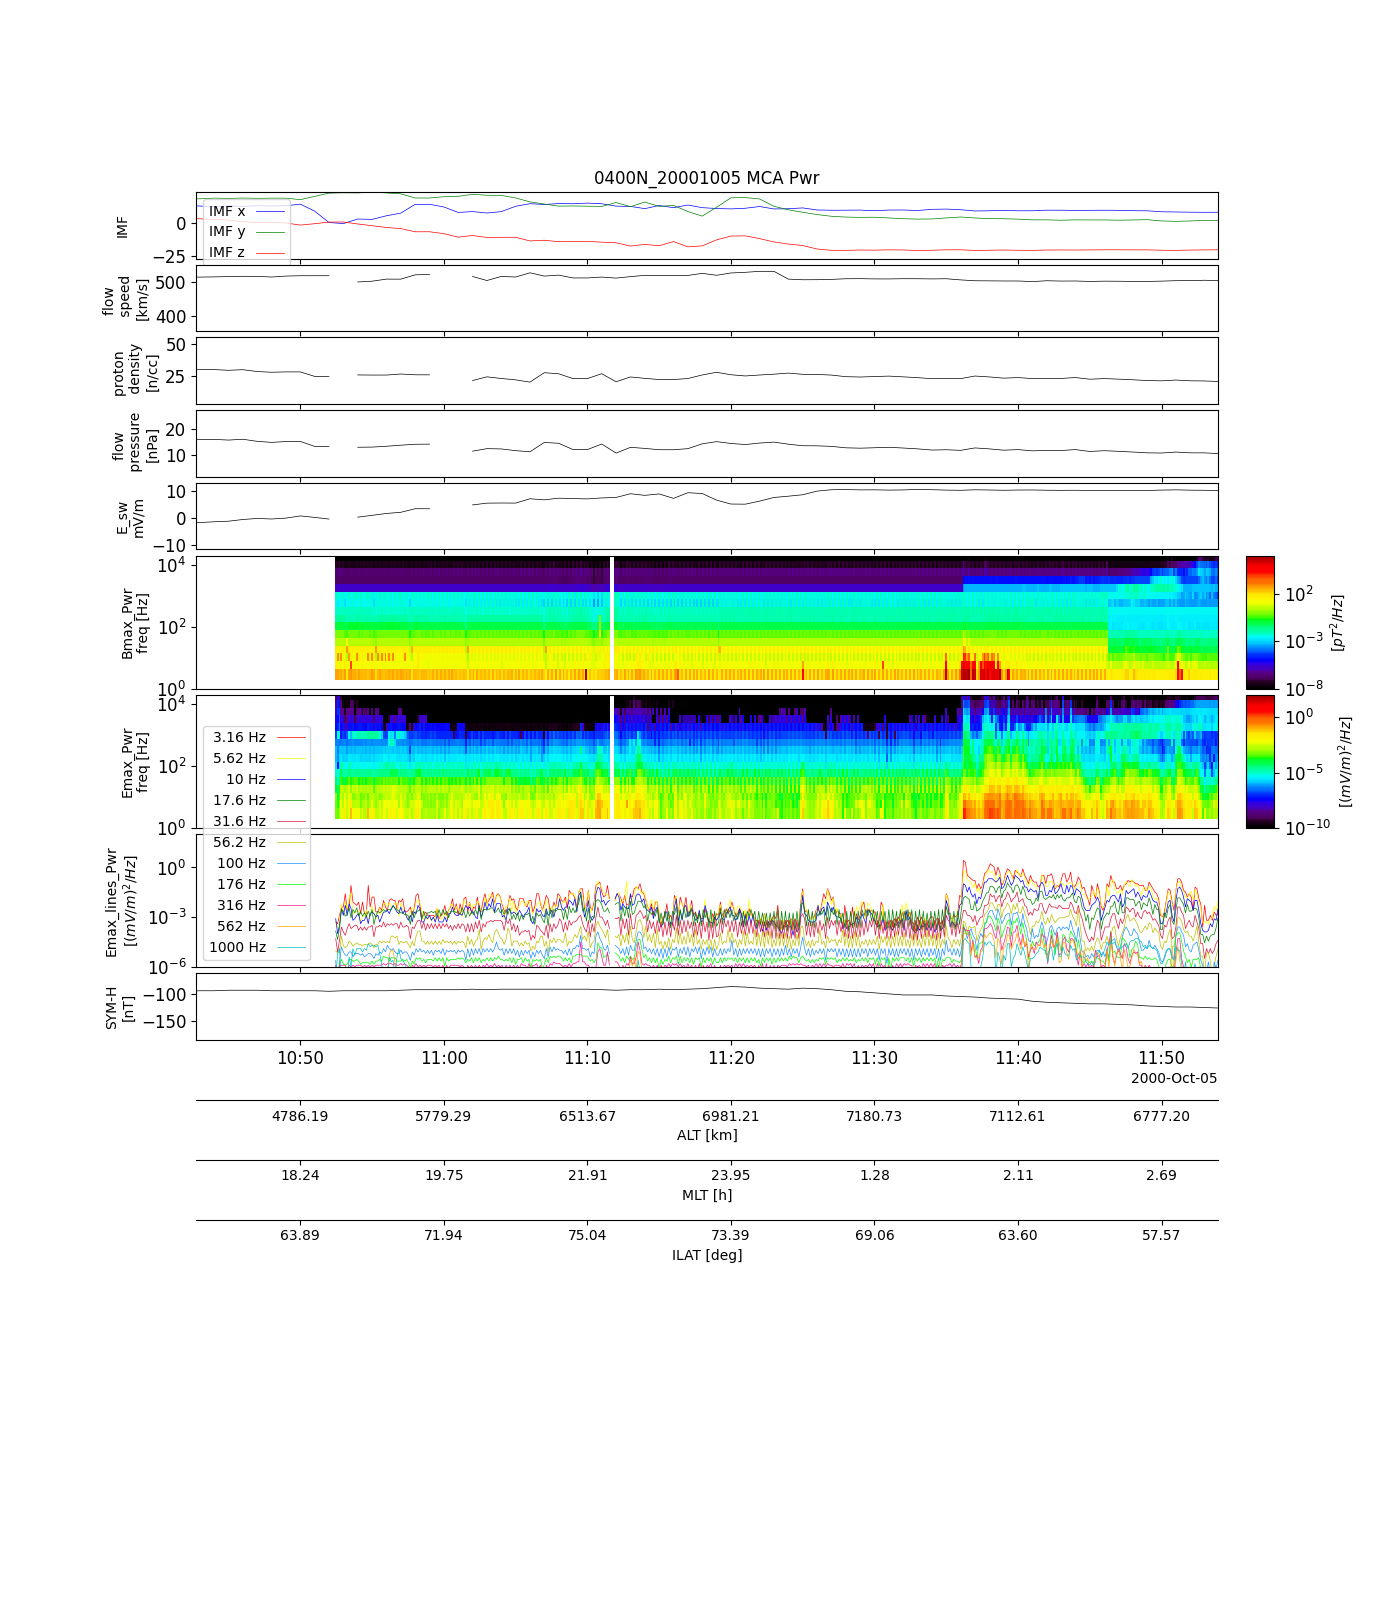 0400N_20001005 MCA Pwr
IMF
0
−25
IMF x
IMF y
IMF z
flow
speed
[km/s]
500
400
proton
density
[n/cc]
50
25
flow
pressure
[nPa]
20
10
E_sw
mV/m
10
0
−10
Bmax_Pwr
freq [Hz]
10^4
10^2
10^0
10^2
10^−3
10^−8
[pT^2/Hz]
Emax_Pwr
freq [Hz]
10^4
10^2
10^0
10^0
10^−5
10^−10
[(mV/m)^2/Hz]
3.16 Hz
5.62 Hz
10 Hz
17.6 Hz
31.6 Hz
56.2 Hz
100 Hz
176 Hz
316 Hz
562 Hz
1000 Hz
Emax_lines_Pwr
[(mV/m)^2/Hz]
10^0
10^−3
10^−6
SYM-H
[nT]
−100
−150
10:50 11:00 11:10 11:20 11:30 11:40 11:50
2000-Oct-05
4786.19 5779.29 6513.67 6981.21 7180.73 7112.61 6777.20
ALT [km]
18.24 19.75 21.91 23.95 1.28 2.11 2.69
MLT [h]
63.89 71.94 75.04 73.39 69.06 63.60 57.57
ILAT [deg]